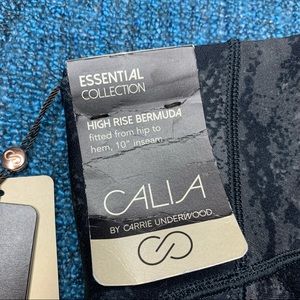 ESSENTIAL
COLLECTION
HIGH RISE BERMUDA
fitted from hip to
hem, 10" inseam
CALIA
BY CARRIE UNDERWOOD